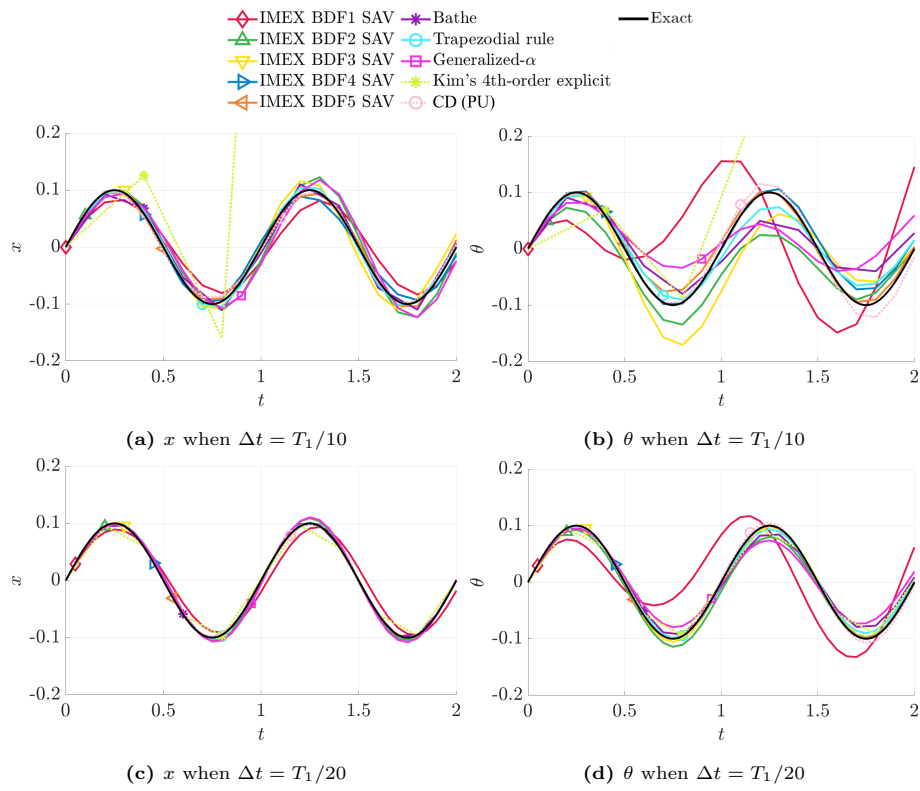 IMEX BDF1 SAV Bathe Exact
IMEX BDF2 SAV Trapezodial rule
IMEX BDF3 SAV Generalized-α
IMEX BDF4 SAV Kim's 4th-order explicit
IMEX BDF5 SAV CD (PU)
0.2
0.1
0
-0.1
-0.2
x
0 0.5 1 1.5 2
t
(a) x when Δt = T₁/10
0.2
0.1
0
-0.1
-0.2
θ
0 0.5 1 1.5 2
t
(b) θ when Δt = T₁/10
0.2
0.1
0
-0.1
-0.2
x
0 0.5 1 1.5 2
t
(c) x when Δt = T₁/20
0.2
0.1
0
-0.1
-0.2
θ
0 0.5 1 1.5 2
t
(d) θ when Δt = T₁/20